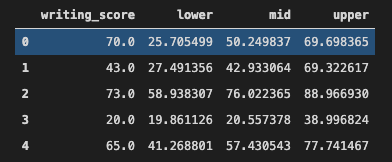 writing_score lower mid upper
0 70.0 25.705499 50.249837 69.698365
1 43.0 27.491356 42.933064 69.322617
2 73.0 58.938307 76.022365 88.966930
3 20.0 19.861126 20.557378 38.996824
4 65.0 41.268801 57.430543 77.741467